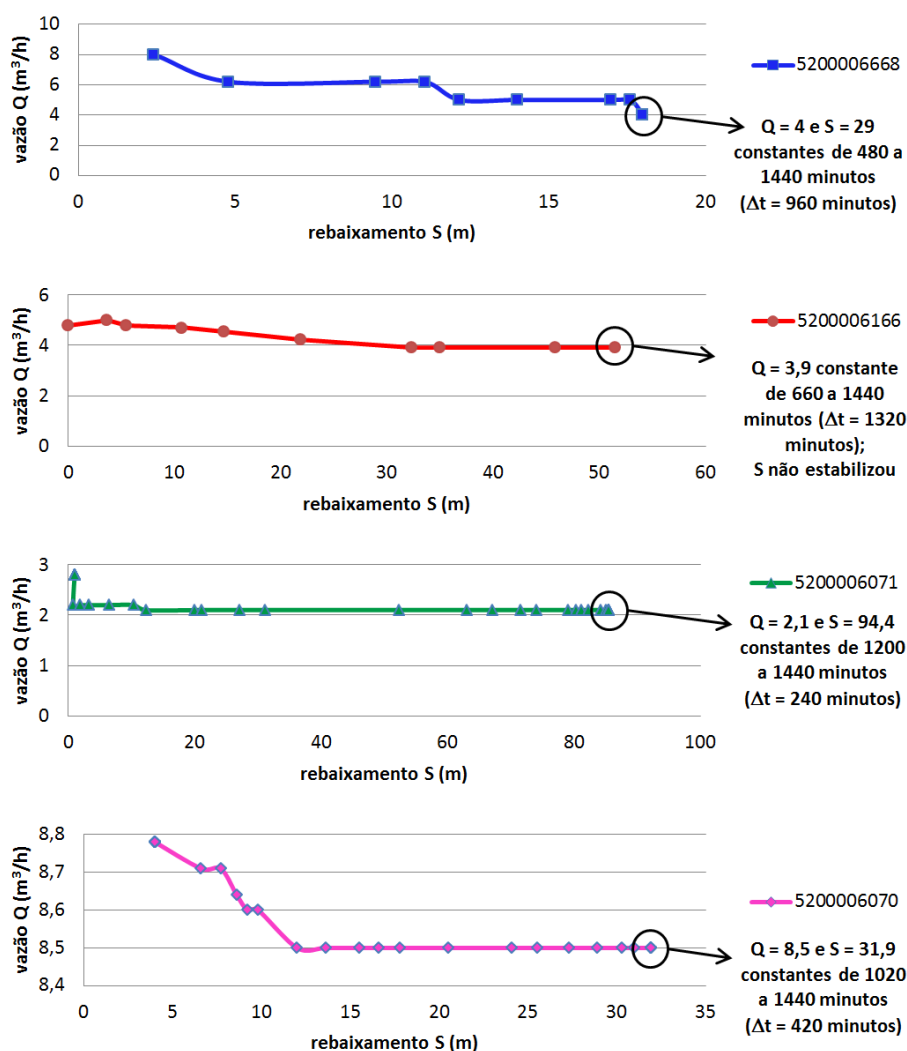 vazão Q (m³/h)
10
8
6
4
2
0
0 5 10 15 20
rebaixamento S (m)
5200006668
Q = 4 e S = 29
constantes de 480 a
1440 minutos
(Δt = 960 minutos)
vazão Q (m³/h)
6
4
2
0
0 10 20 30 40 50 60
rebaixamento S (m)
5200006166
Q = 3,9 constante
de 660 a 1440
minutos (Δt = 1320
minutos);
S não estabilizou
vazão Q (m³/h)
3
2
1
0
0 20 40 60 80 100
rebaixamento S (m)
5200006071
Q = 2,1 e S = 94,4
constantes de 1200
a 1440 minutos
(Δt = 240 minutos)
vazão Q (m³/h)
8,8
8,7
8,6
8,5
8,4
0 5 10 15 20 25 30 35
rebaixamento S (m)
5200006070
Q = 8,5 e S = 31,9
constantes de 1020
a 1440 minutos
(Δt = 420 minutos)